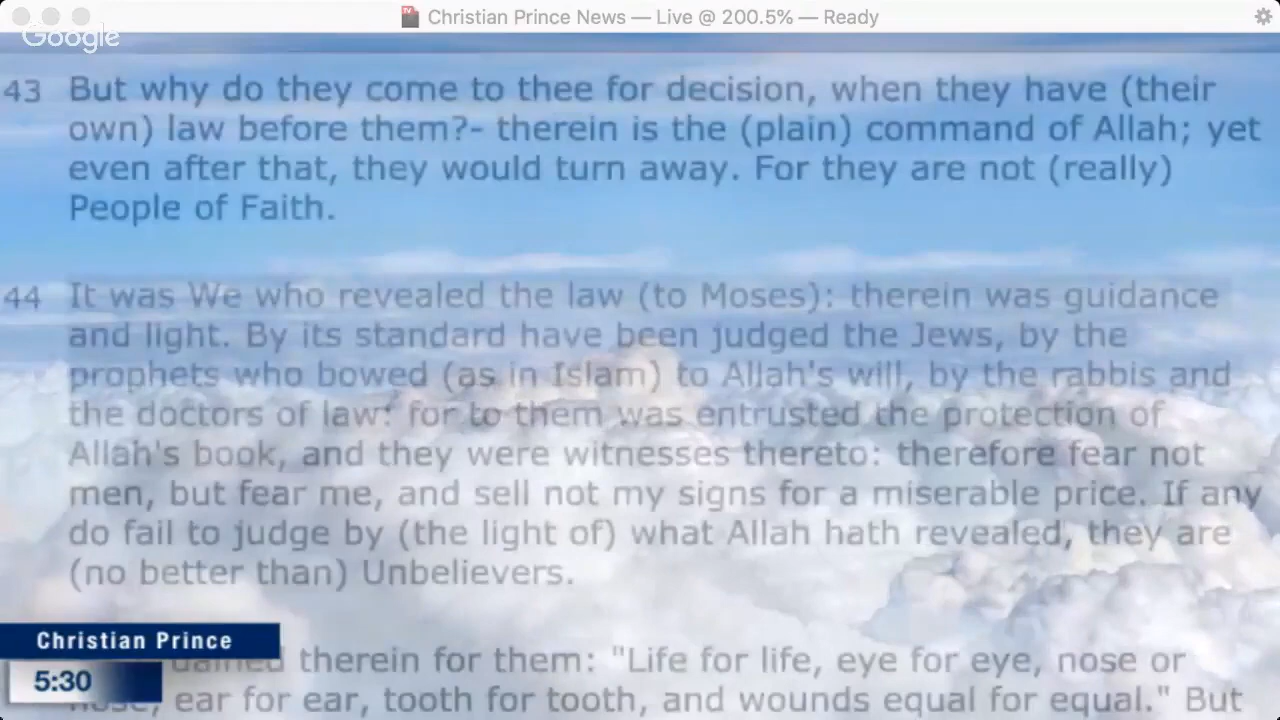 Christian Prince News — Live @ 200.5% — Ready
Google
43 But why do they come to thee for decision, when they have (their
own) law before them?- therein is the (plain) command of Allah; yet
even after that, they would turn away. For they are not (really)
People of Faith.
44 It was We who revealed the law (to Moses): therein was guidance
and light. By its standard have been judged the Jews, by the
prophets who bowed (as in Islam) to Allah's will, by the rabbis and
the doctors of law: for to them was entrusted the protection of
Allah's book, and they were witnesses thereto: therefore fear not
men, but fear me, and sell not my signs for a miserable price. If any
do fail to judge by (the light of) what Allah hath revealed, they are
(no better than) Unbelievers.
Christian Prince
therein for them: "Life for life, eye for eye, nose or
5:30
ear for ear, tooth for tooth, and wounds equal for equal." But